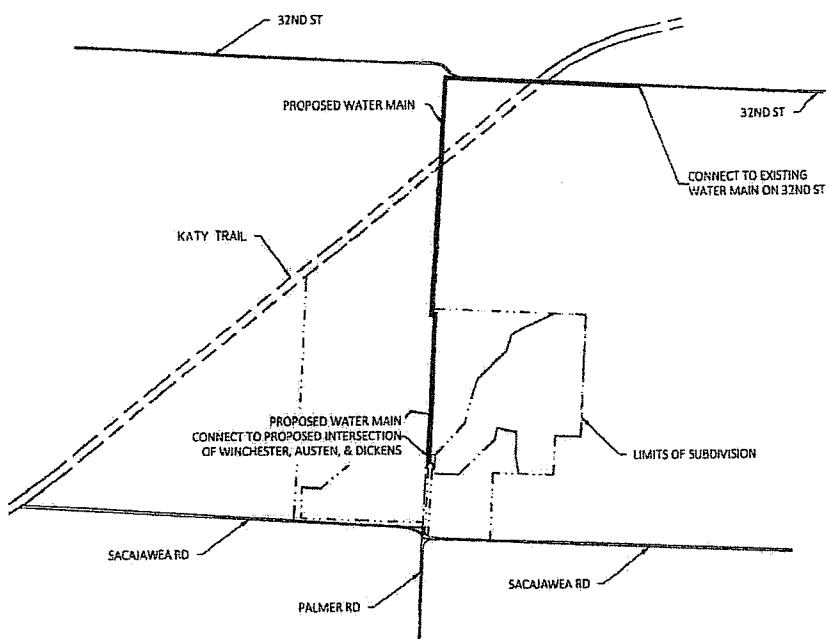 32ND ST
PROPOSED WATER MAIN
32ND ST
CONNECT TO EXISTING
WATER MAIN ON 32ND ST
KATY TRAIL
PROPOSED WATER MAIN
CONNECT TO PROPOSED INTERSECTION
OF WINCHESTER, AUSTEN, & DICKENS
LIMITS OF SUBDIVISION
SACAJAWEA RD
SACAJAWEA RD
PALMER RD